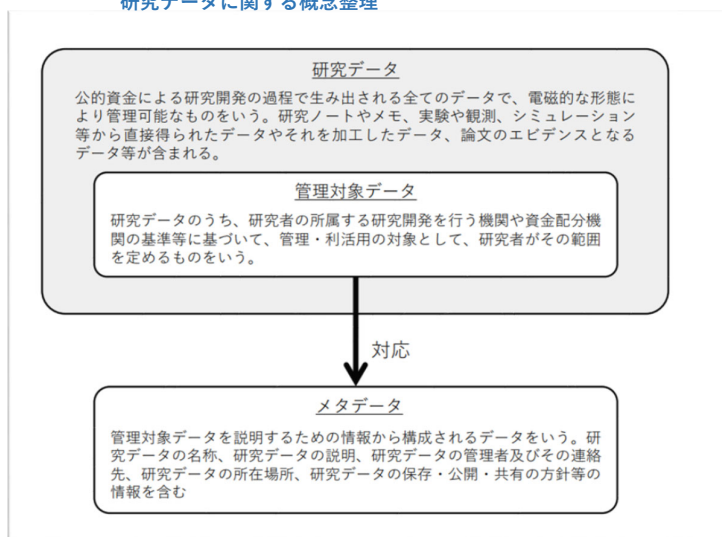 研究データに関する概念整理
研究データ
公的資金による研究開発の過程で生み出される全てのデータで、電磁的な形態に
より管理可能なものをいう。研究ノートやメモ、実験や観測、シミュレーション
等から直接得られたデータやそれを加工したデータ、論文のエビデンスとなる
データ等が含まれる。
管理対象データ
研究データのうち、研究者の所属する研究開発を行う機関や資金配分機
関の基準等に基づいて、管理・利活用の対象として、研究者がその範囲
を定めるものをいう。
対応
メタデータ
管理対象データを説明するための情報から構成されるデータをいう。研
究データの名称、研究データの説明、研究データの管理者及びその連絡
先、研究データの所在場所、研究データの保存・公開・共有の方針等の
情報を含む